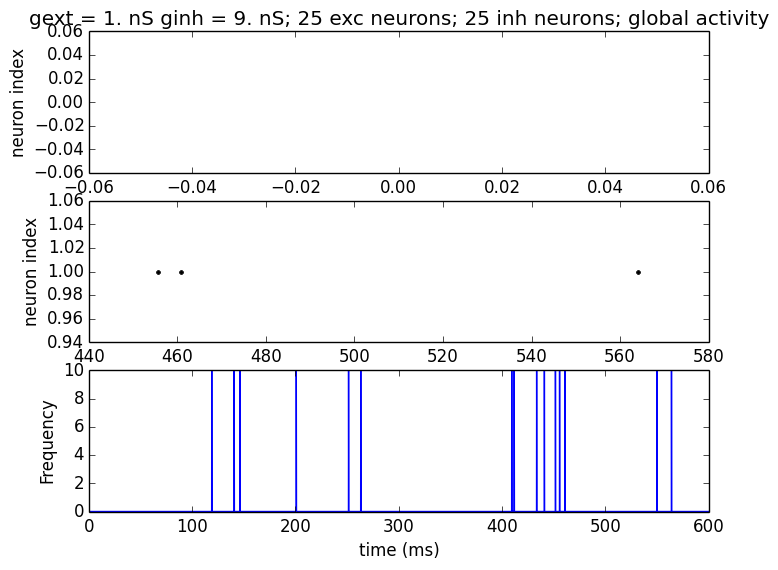 gext = 1. nS ginh = 9. nS; 25 exc neurons; 25 inh neurons; global activity
0.06
0.04
0.02
0.00
−0.02
−0.04
−0.06
neuron index
−0.06 −0.04 −0.02 0.00 0.02 0.04 0.06
1.06
1.04
1.02
1.00
0.98
0.96
0.94
neuron index
440 460 480 500 520 540 560 580
10
8
6
4
2
0
Frequency
0 100 200 300 400 500 600
time (ms)